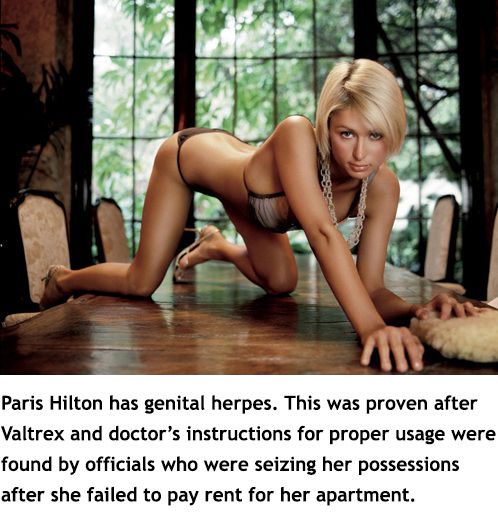 Paris Hilton has genital herpes. This was proven after
Valtrex and doctor's instructions for proper usage were
found by officials who were seizing her possessions
after she failed to pay rent for her apartment.